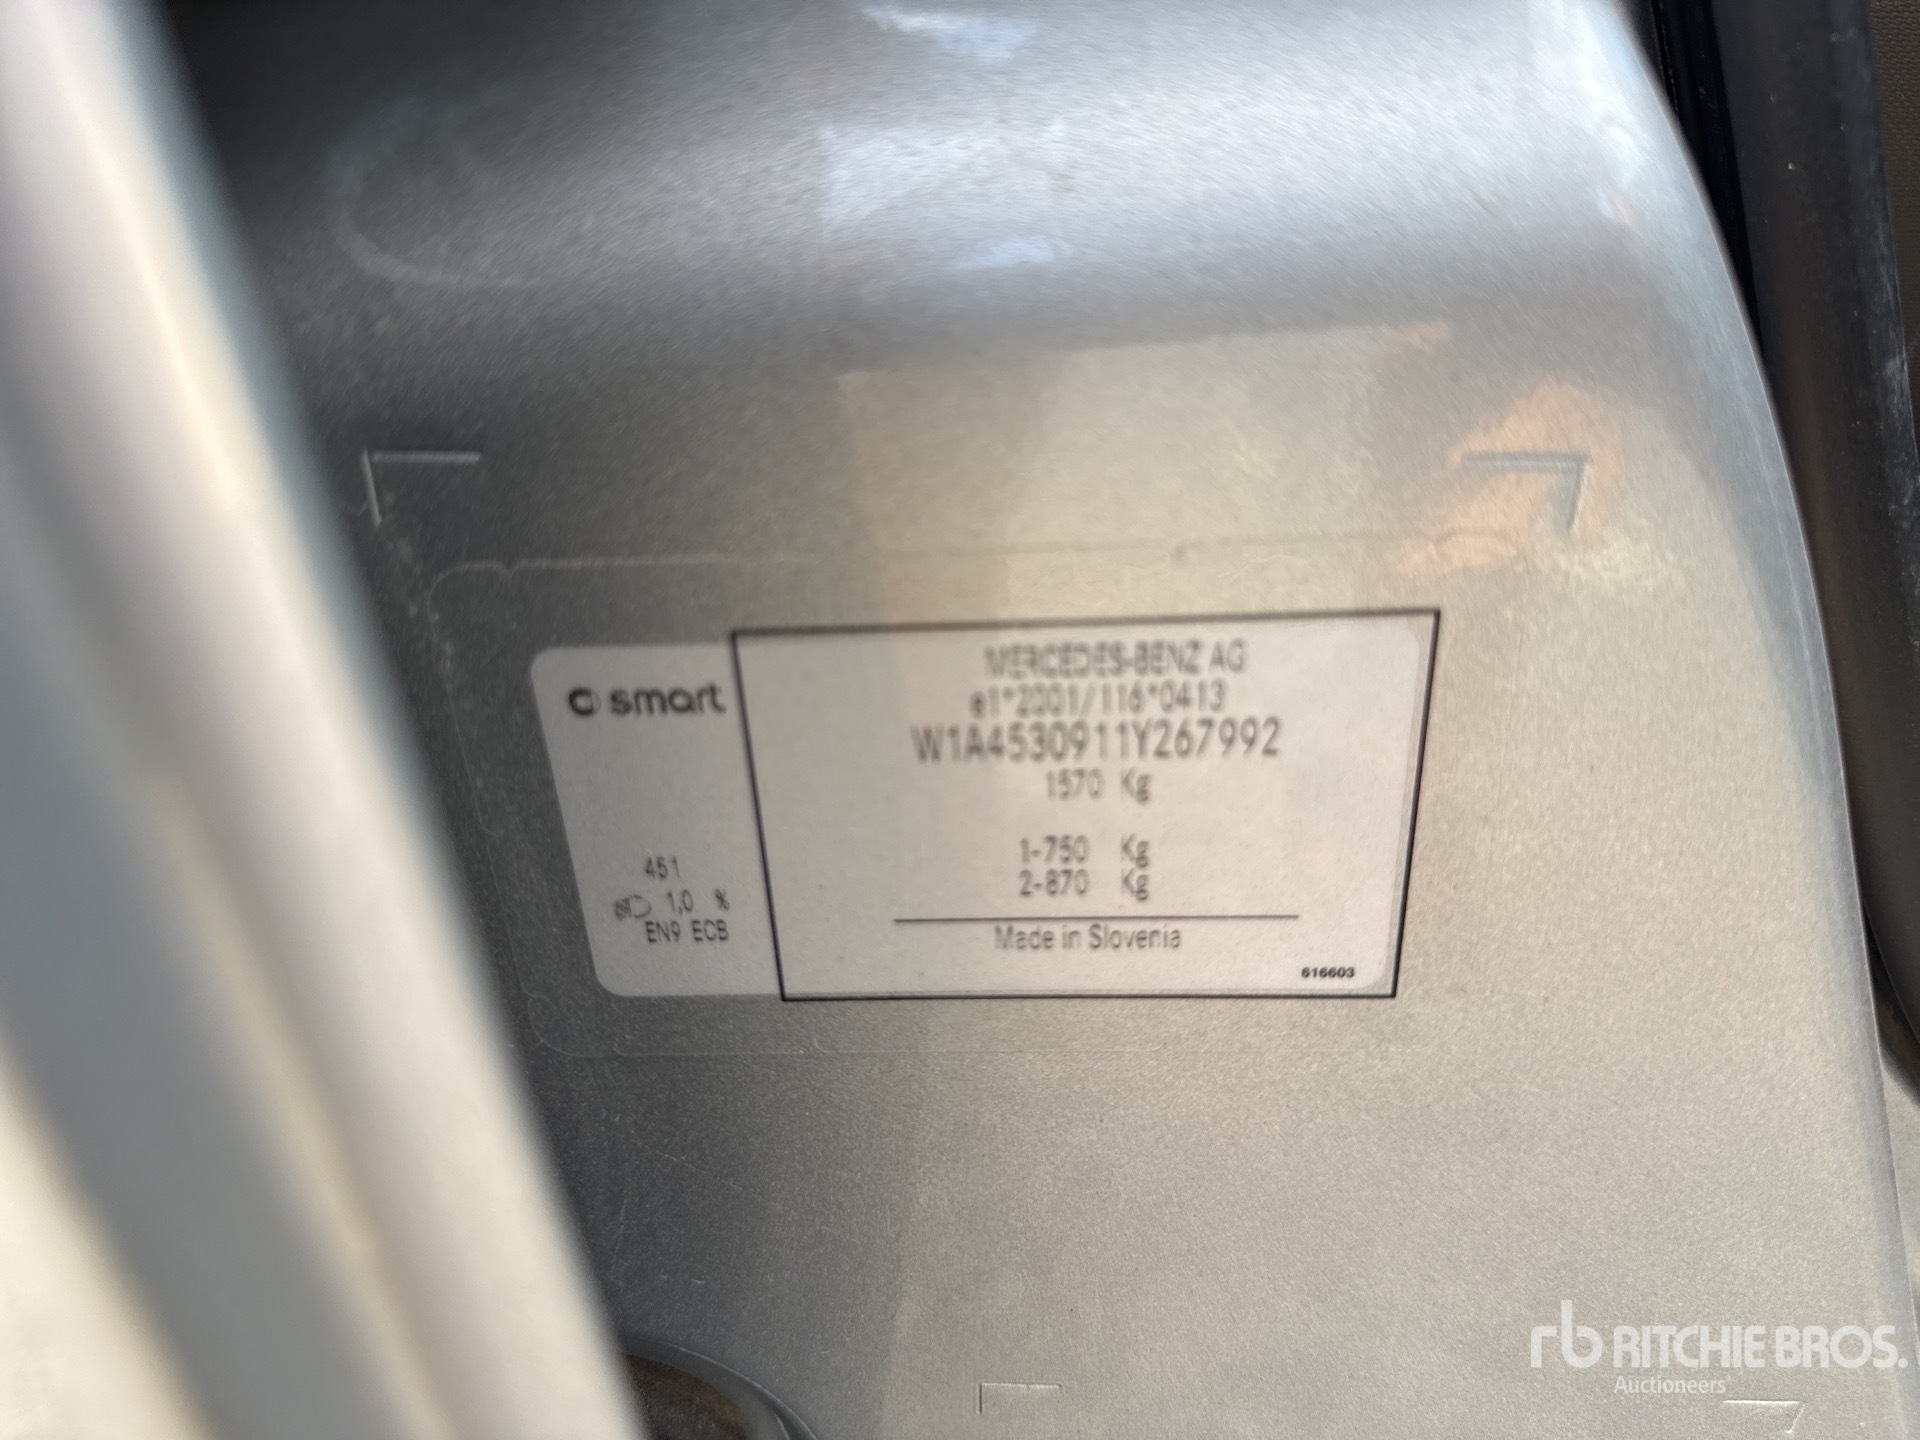 smart
MERCEDES-BENZ AG
e1*2001/116*0413
W1A4530911Y267992
1570 Kg
1-750 Kg
2-870 Kg
451
1,0 %
EN9 ECB
Made in Slovenia
616603
rb RITCHIE BROS.
Auctioneers